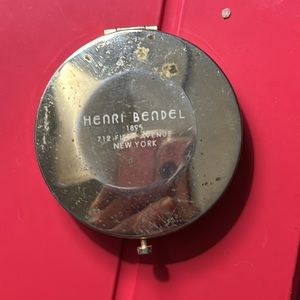 HENRI BENDEL
1895
712 FIFTH AVENUE
NEW YORK